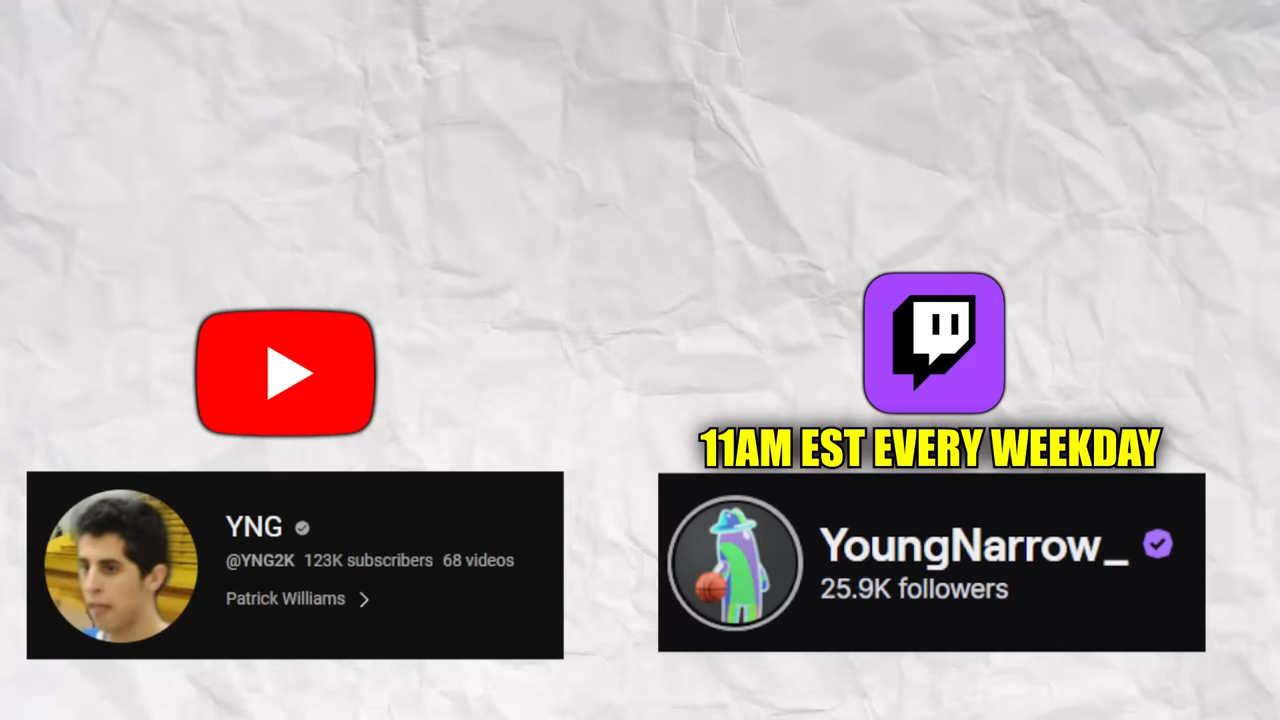 YNG
@YNG2K 123K subscribers 68 videos
Patrick Williams
11AM EST EVERY WEEKDAY
YoungNarrow_
25.9K followers